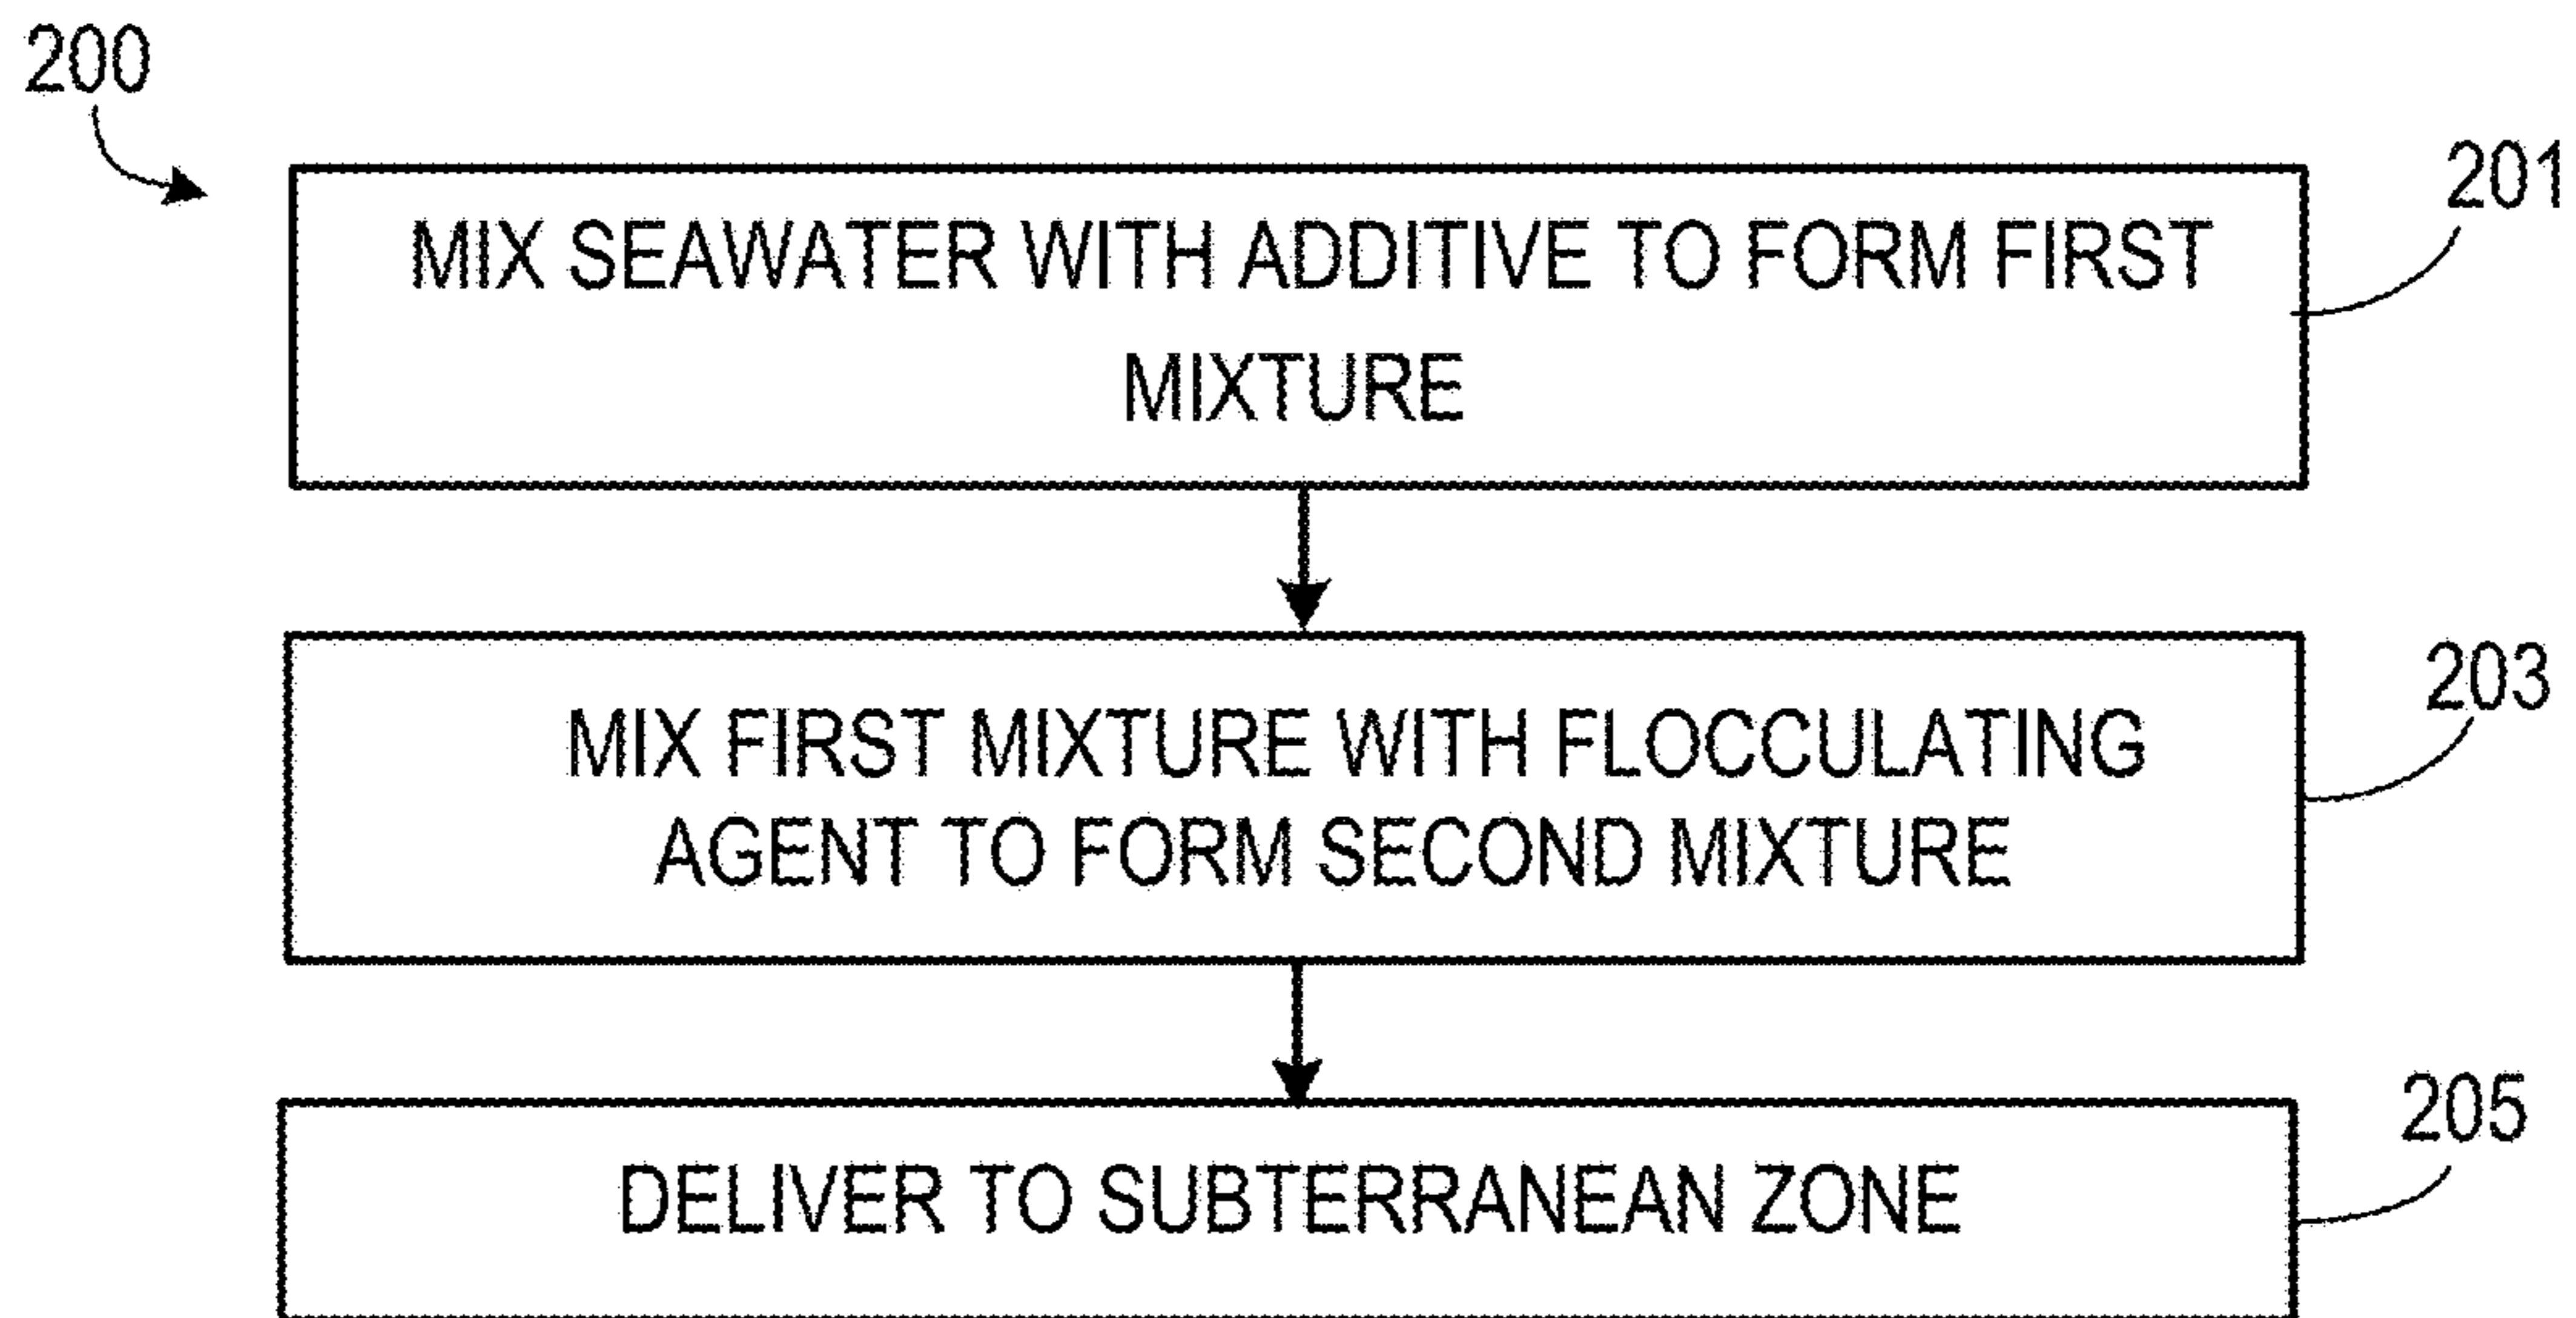 200
201
MIX SEAWATER WITH ADDITIVE TO FORM FIRST
MIXTURE
203
MIX FIRST MIXTURE WITH FLOCCULATING
AGENT TO FORM SECOND MIXTURE
205
DELIVER TO SUBTERRANEAN ZONE